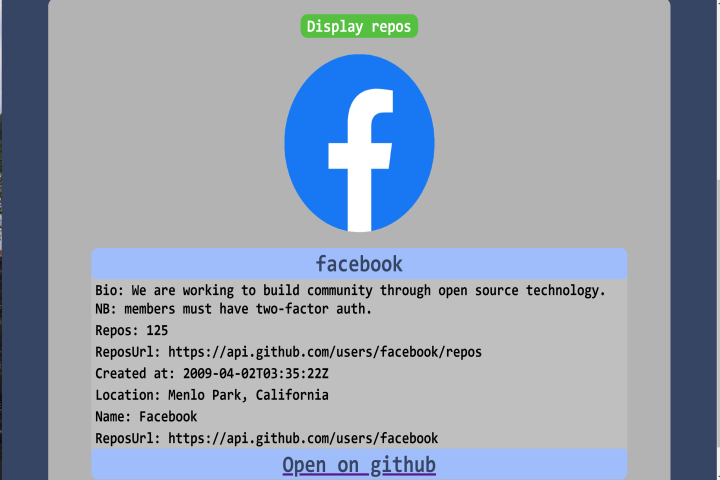 Display repos
facebook
Bio: We are working to build community through open source technology.
NB: members must have two-factor auth.
Repos: 125
ReposUrl: https://api.github.com/users/facebook/repos
Created at: 2009-04-02T03:35:22Z
Location: Menlo Park, California
Name: Facebook
ReposUrl: https://api.github.com/users/facebook
Open on github